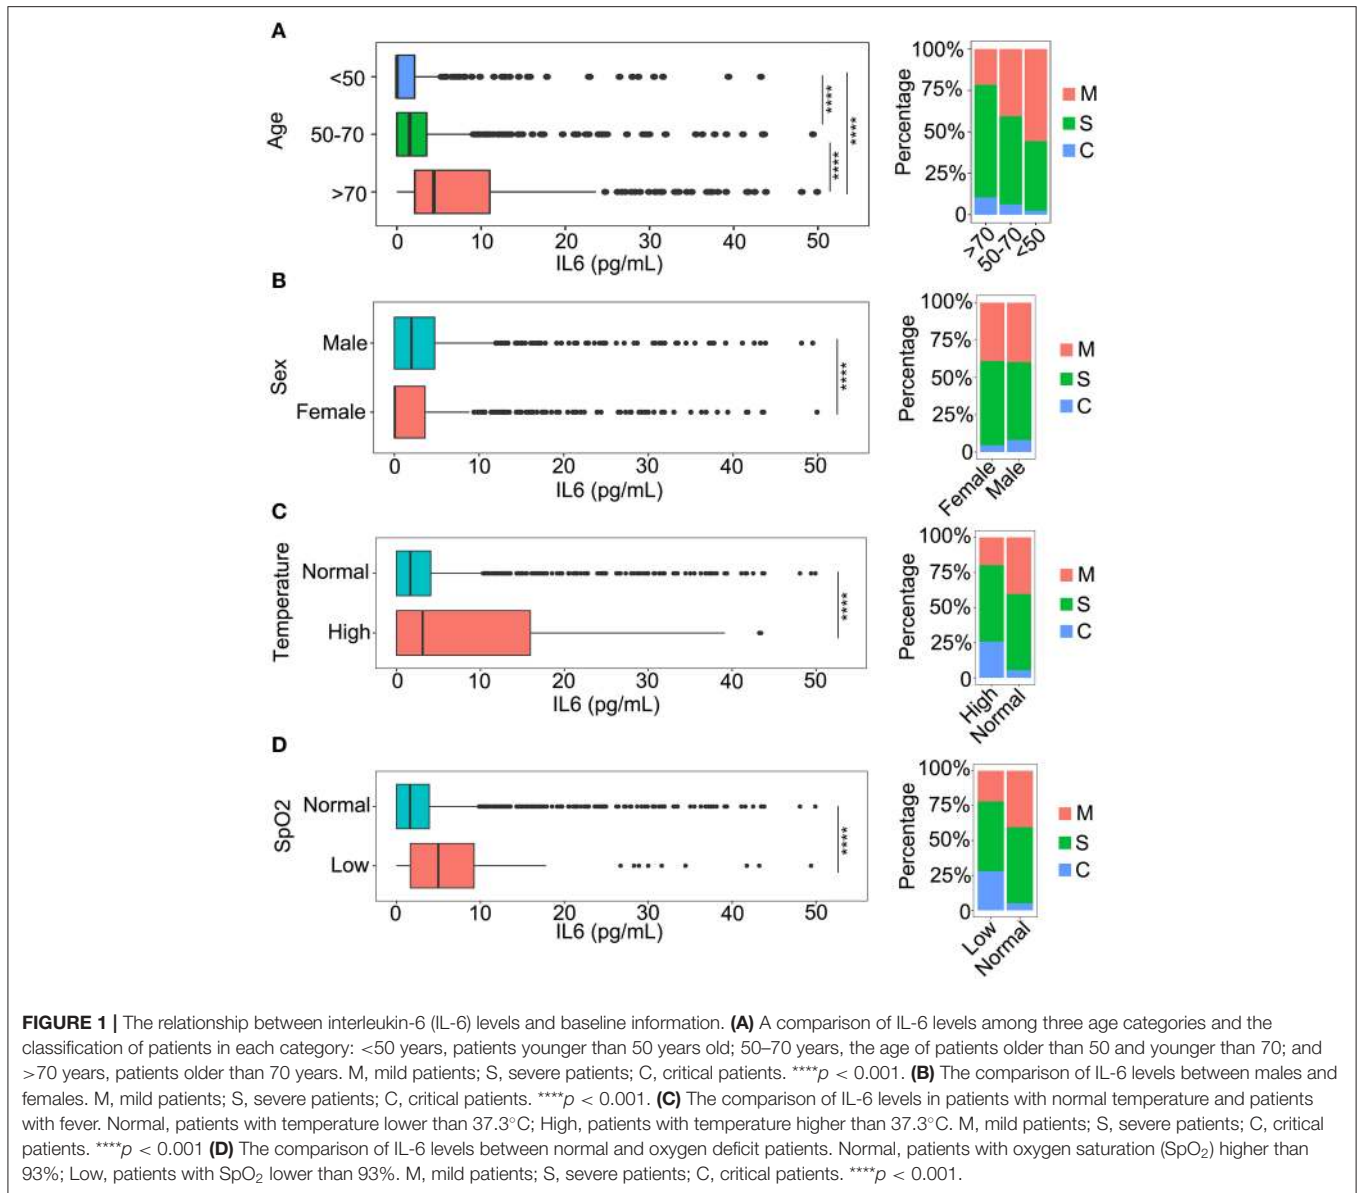 A
Age
<50
50-70
>70
****
****
****
0 10 20 30 40 50
IL6 (pg/mL)
Percentage
100%
75%
50%
25%
0
>70 50-70 <50
M
S
C
B
Sex
Male
Female
****
0 10 20 30 40 50
IL6 (pg/mL)
Percentage
100%
75%
50%
25%
0
Female Male
M
S
C
C
Temperature
Normal
High
****
0 10 20 30 40 50
IL6 (pg/mL)
Percentage
100%
75%
50%
25%
0
High Normal
M
S
C
D
SpO2
Normal
Low
****
0 10 20 30 40 50
IL6 (pg/mL)
Percentage
100%
75%
50%
25%
0
Low Normal
M
S
C
FIGURE 1 | The relationship between interleukin-6 (IL-6) levels and baseline information. (A) A comparison of IL-6 levels among three age categories and the
classification of patients in each category: <50 years, patients younger than 50 years old; 50–70 years, the age of patients older than 50 and younger than 70; and
>70 years, patients older than 70 years. M, mild patients; S, severe patients; C, critical patients. ****p < 0.001. (B) The comparison of IL-6 levels between males and
females. M, mild patients; S, severe patients; C, critical patients. ****p < 0.001. (C) The comparison of IL-6 levels in patients with normal temperature and patients
with fever. Normal, patients with temperature lower than 37.3°C; High, patients with temperature higher than 37.3°C. M, mild patients; S, severe patients; C, critical
patients. ****p < 0.001 (D) The comparison of IL-6 levels between normal and oxygen deficit patients. Normal, patients with oxygen saturation (SpO₂) higher than
93%; Low, patients with SpO₂ lower than 93%. M, mild patients; S, severe patients; C, critical patients. ****p < 0.001.